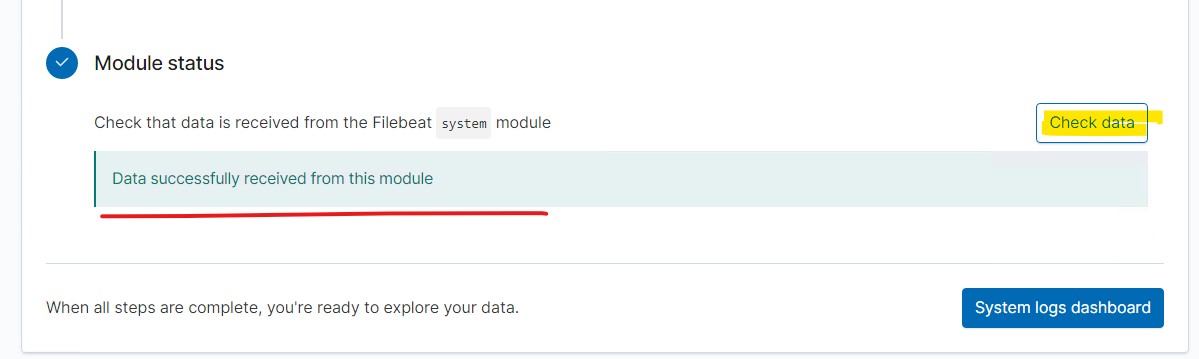 Module status
Check that data is received from the Filebeat system module
Check data
Data successfully received from this module
When all steps are complete, you're ready to explore your data.
System logs dashboard